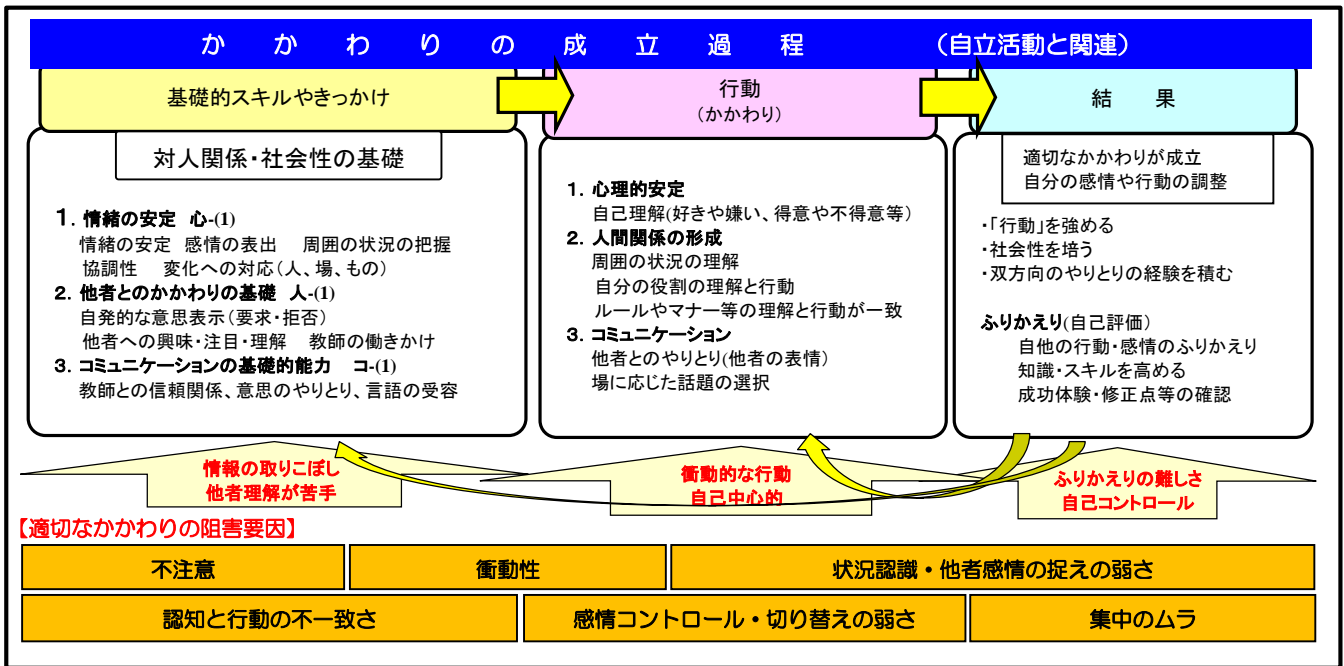 かかわりの成立過程　（自立活動と関連）
基礎的スキルやきっかけ
対人関係・社会性の基礎
１．情緒の安定　心-(1)
情緒の安定　感情の表出　周囲の状況の把握
協調性　変化への対応（人、場、もの）
２．他者とのかかわりの基礎　人-(1)
自発的な意思表示（要求・拒否）
他者への興味・注目・理解　教師の働きかけ
３．コミュニケーションの基礎的能力　コ-(1)
教師との信頼関係、意思のやりとり、言語の受容
行動
（かかわり）
１．心理的安定
自己理解(好きや嫌い、得意や不得意等）
２．人間関係の形成
周囲の状況の理解
自分の役割の理解と行動
ルールやマナー等の理解と行動が一致
３．コミュニケーション
他者とのやりとり(他者の表情）
場に応じた話題の選択
結　果
適切なかかわりが成立
自分の感情や行動の調整
・「行動」を強める
・社会性を培う
・双方向のやりとりの経験を積む
ふりかえり(自己評価）
自他の行動・感情のふりかえり
知識・スキルを高める
成功体験・修正点等の確認
情報の取りこぼし
他者理解が苦手
衝動的な行動
自己中心的
ふりかえりの難しさ
自己コントロール
【適切なかかわりの阻害要因】
不注意
衝動性
状況認識・他者感情の捉えの弱さ
認知と行動の不一致さ
感情コントロール・切り替えの弱さ
集中のムラ